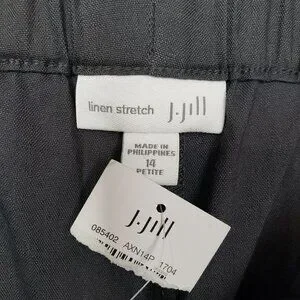 linen stretch J.Jill
MADE IN
PHILIPPINES
14
PETITE
J.Jill
085402 AXN14P 1704